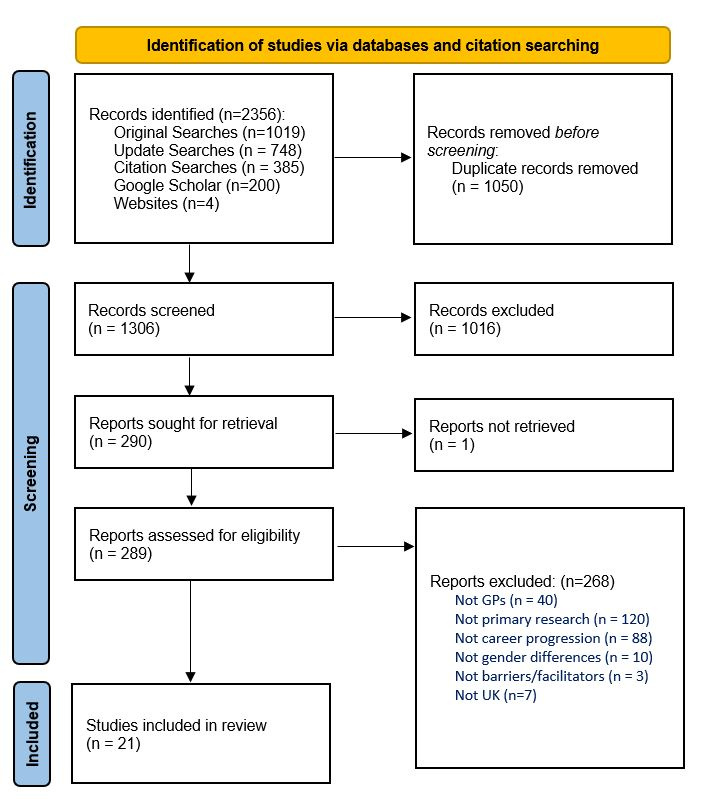 Identification of studies via databases and citation searching
Identification
Records identified (n=2356):
Original Searches (n=1019)
Update Searches (n = 748)
Citation Searches (n = 385)
Google Scholar (n=200)
Websites (n=4)
Records removed before
screening:
Duplicate records removed
(n = 1050)
Screening
Records screened
(n = 1306)
Records excluded
(n = 1016)
Reports sought for retrieval
(n = 290)
Reports not retrieved
(n = 1)
Reports assessed for eligibility
(n = 289)
Reports excluded: (n=268)
Not GPs (n = 40)
Not primary research (n = 120)
Not career progression (n = 88)
Not gender differences (n = 10)
Not barriers/facilitators (n = 3)
Not UK (n=7)
Included
Studies included in review
(n = 21)